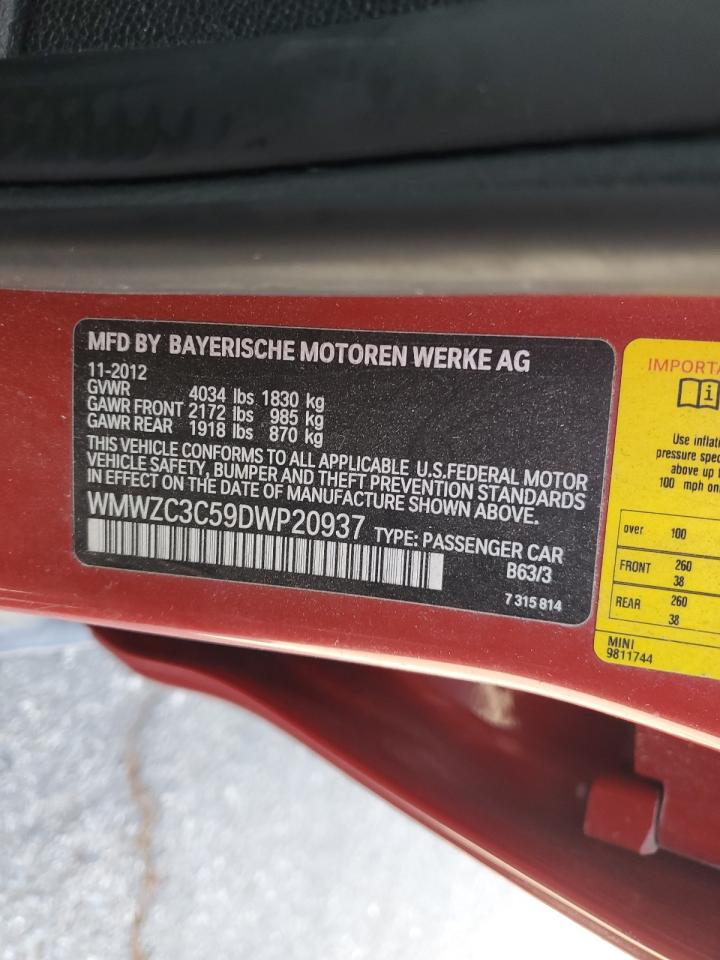 MFD BY BAYERISCHE MOTOREN WERKE AG
11-2012
GVWR 4034 lbs 1830 kg
GAWR FRONT 2172 lbs 985 kg
GAWR REAR 1918 lbs 870 kg
THIS VEHICLE CONFORMS TO ALL APPLICABLE U.S.FEDERAL MOTOR
VEHICLE SAFETY, BUMPER AND THEFT PREVENTION STANDARDS
IN EFFECT ON THE DATE OF MANUFACTURE SHOWN ABOVE.
WMWZC3C59DWP20937 TYPE: PASSENGER CAR
B63/3
7 315 814
IMPORTA
i
Use inflati
pressure spec
above up t
100 mph on
over 100
FRONT 260
38
REAR 260
38
MINI
9811744